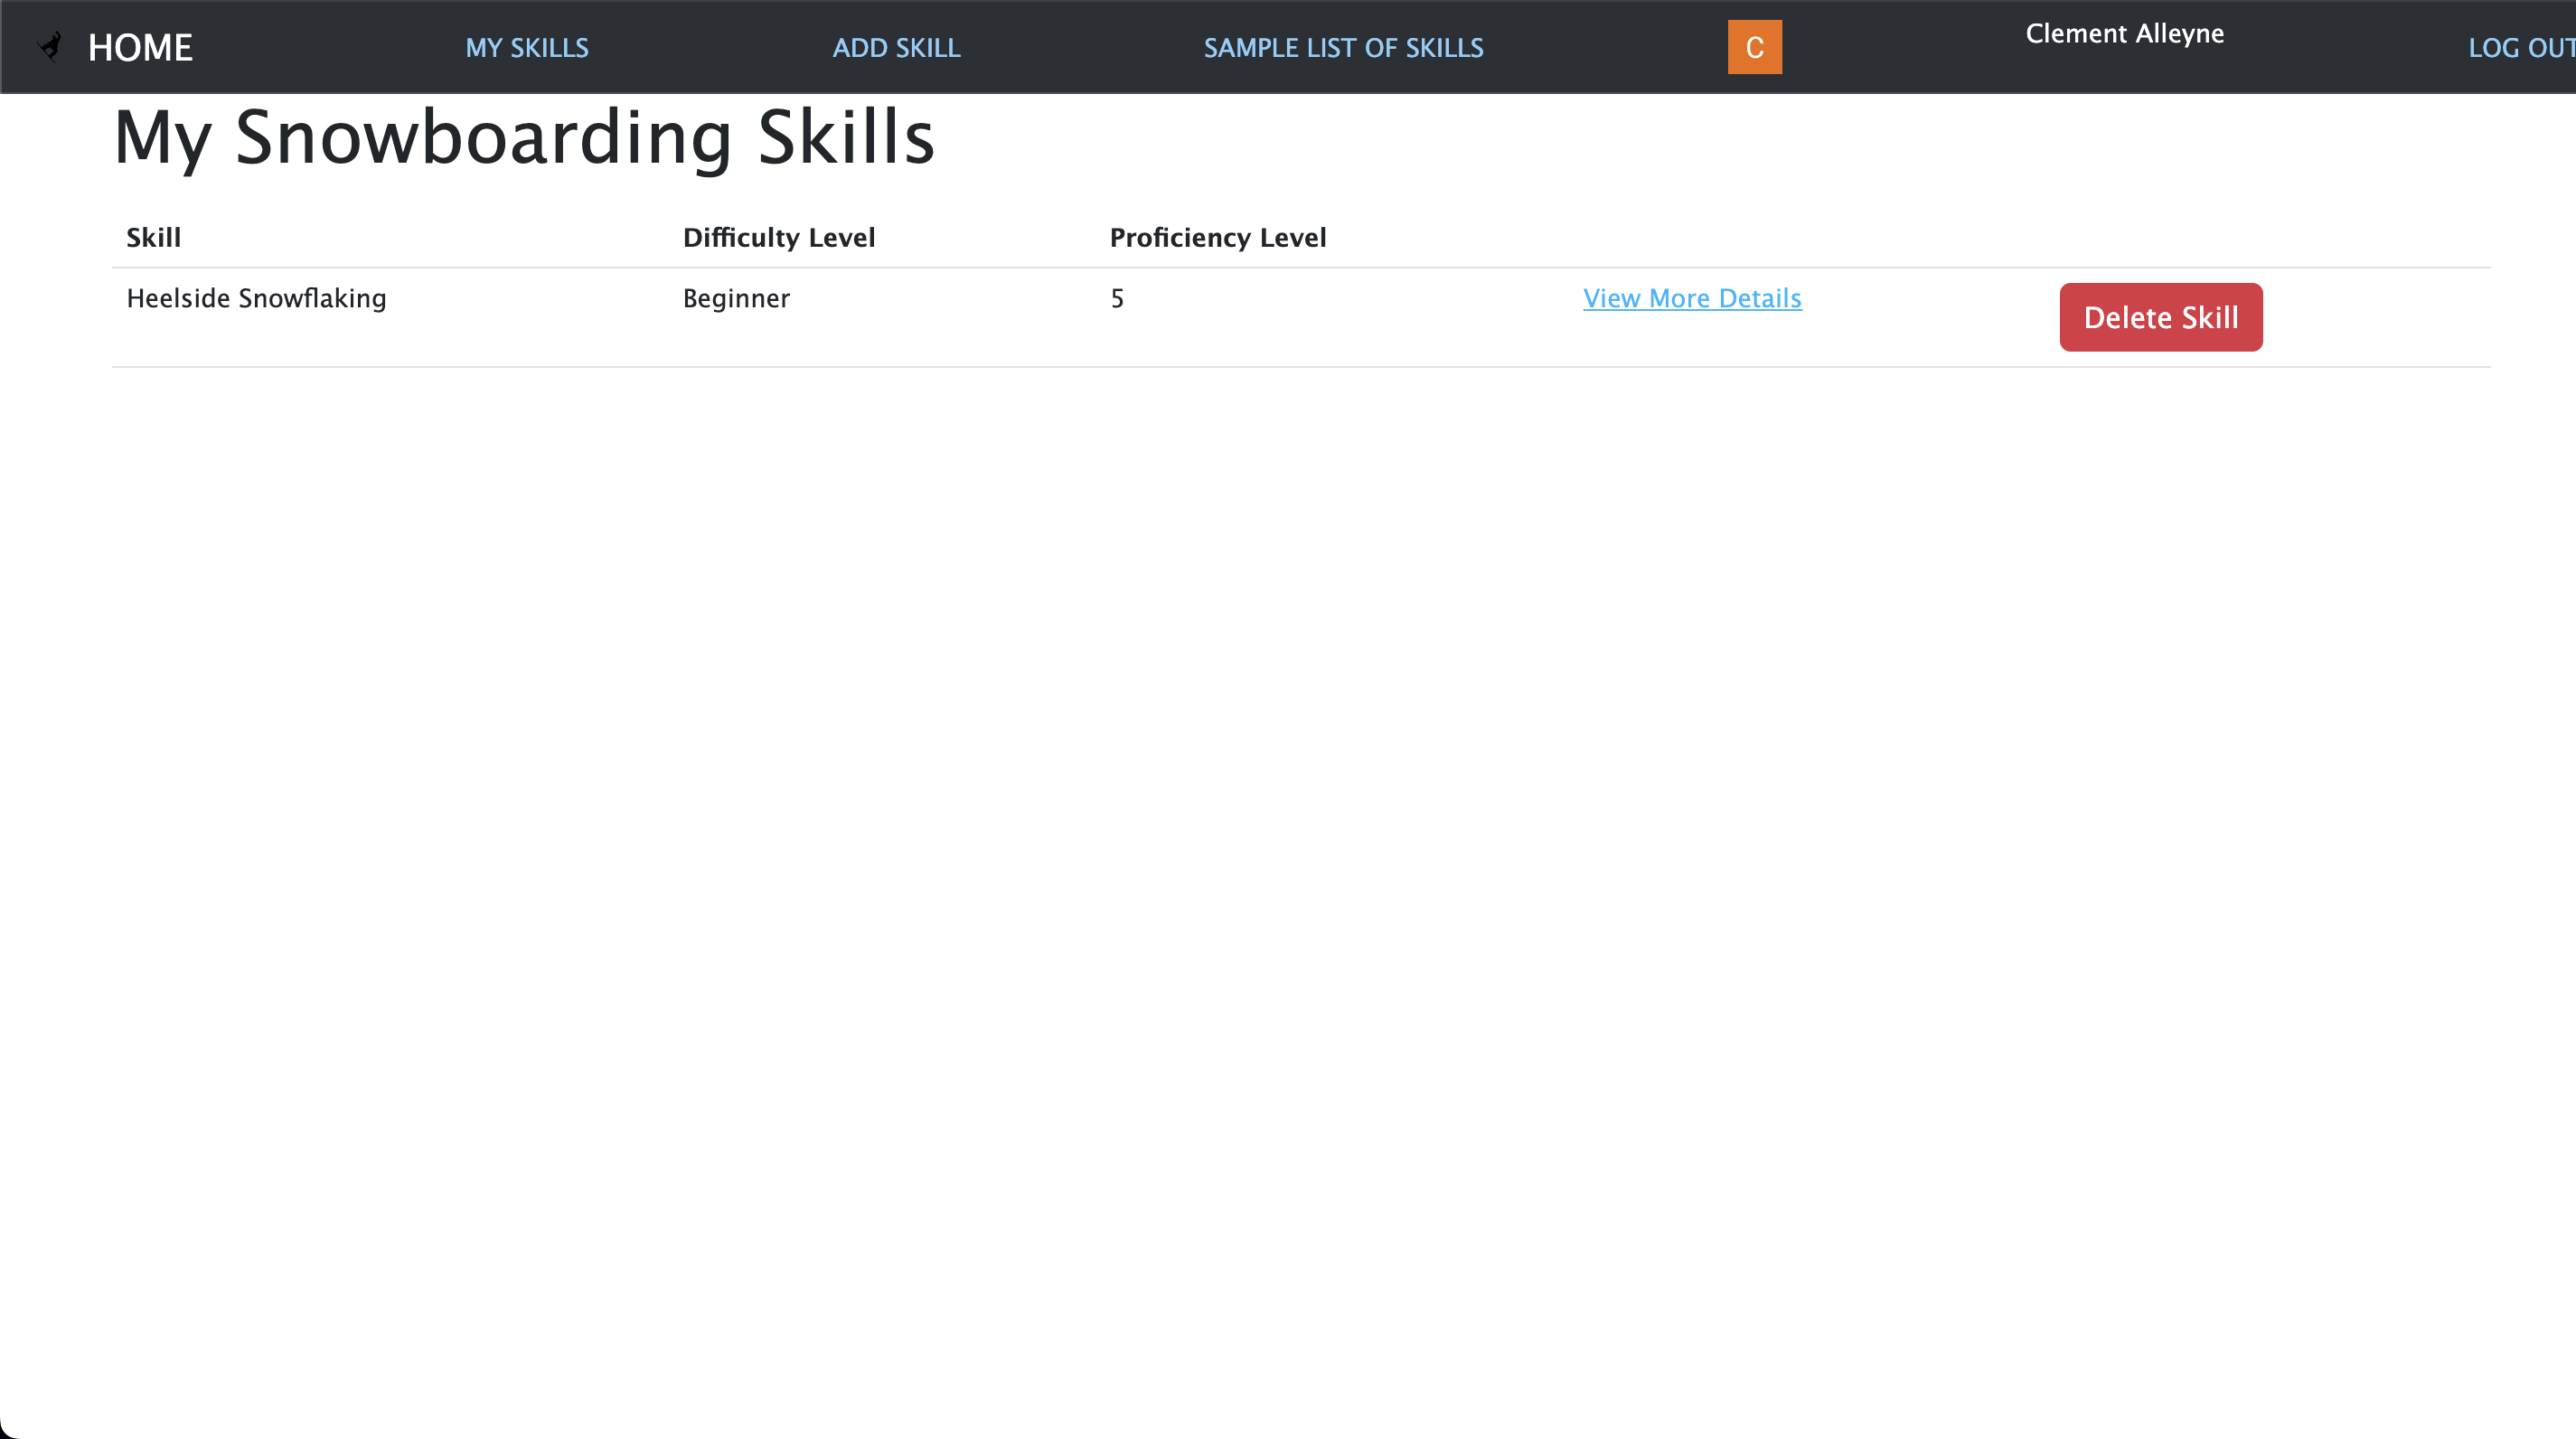 HOME MY SKILLS ADD SKILL SAMPLE LIST OF SKILLS C Clement Alleyne LOG OUT
My Snowboarding Skills
Skill Difficulty Level Proficiency Level
Heelside Snowflaking Beginner 5 View More Details Delete Skill